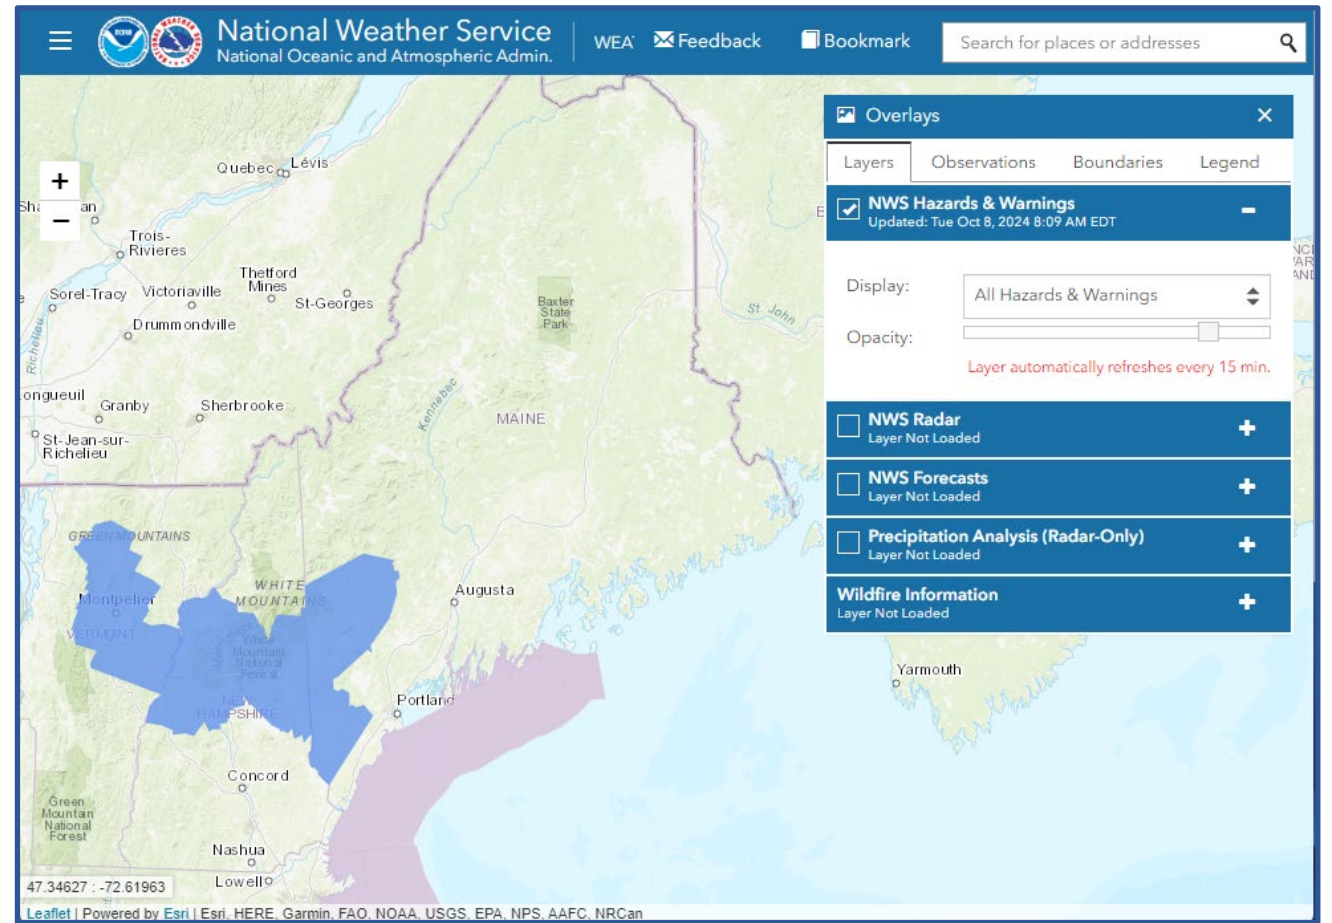 National Weather Service
National Oceanic and Atmospheric Admin.
WEA
Feedback
Bookmark
Search for places or addresses
Overlays
Layers Observations Boundaries Legend
NWS Hazards & Warnings
Updated: Tue Oct 8, 2024 8:09 AM EDT
Display:
All Hazards & Warnings
Opacity:
Layer automatically refreshes every 15 min.
NWS Radar
Layer Not Loaded
NWS Forecasts
Layer Not Loaded
Precipitation Analysis (Radar-Only)
Layer Not Loaded
Wildfire Information
Layer Not Loaded
+
−
Quebec
Lévis
Trois-
Rivieres
Thetford
Mines
Sorel-Tracy
Victoriaville
St-Georges
Drummondville
Richelieu
Baxter
State
Park
St. John
ongueuil
Granby
Sherbrooke
Kennebec
MAINE
St-Jean-sur-
Richelieu
GREEN MOUNTAINS
WHITE
MOUNTAINS
Montpelier
VERMONT
White
Mountain
National
Forest
Augusta
NEW
HAMPSHIRE
Portland
Yarmouth
Concord
Green
Mountain
National
Forest
Nashua
Lowell
47.34627 : -72.61963
Leaflet | Powered by Esri | Esri, HERE, Garmin, FAO, NOAA, USGS, EPA, NPS, AAFC, NRCan